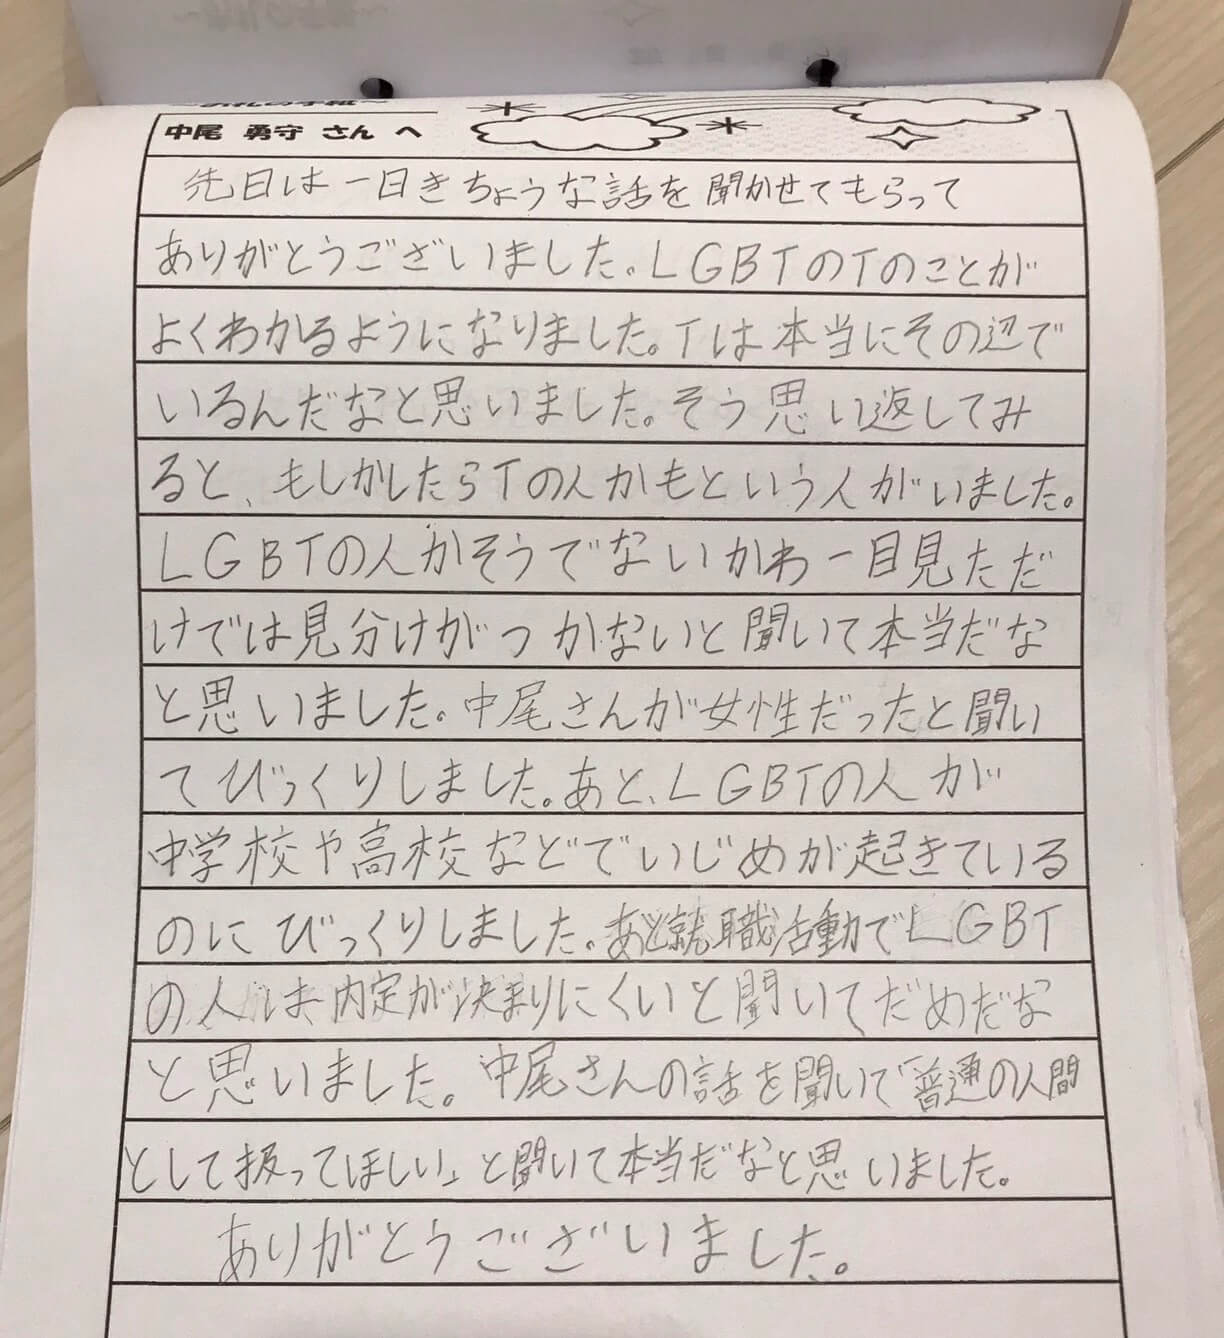 ～お礼の手紙～
中尾 勇守 さん へ
先日は一日きちょうな話を聞かせてもらって
ありがとうございました。LGBTのTのことが
よくわかるようになりました。Tは本当にその辺で
いるんだなと思いました。そう思い返してみ
ると、もしかしたらTの人かもという人がいました。
LGBTの人かそうでないかわ一目見ただ
けでは見分けがつかないと聞いて本当だな
と思いました。中尾さんが女性だったと聞い
てびっくりしました。あと、LGBTの人が
中学校や高校などでいじめが起きている
のにびっくりしました。あと就職活動でLGBT
の人は内定が決まりにくいと聞いてだめだな
と思いました。中尾さんの話を聞いて「普通の人間
として扱ってほしい」と聞いて本当だなと思いました。
ありがとうございました。